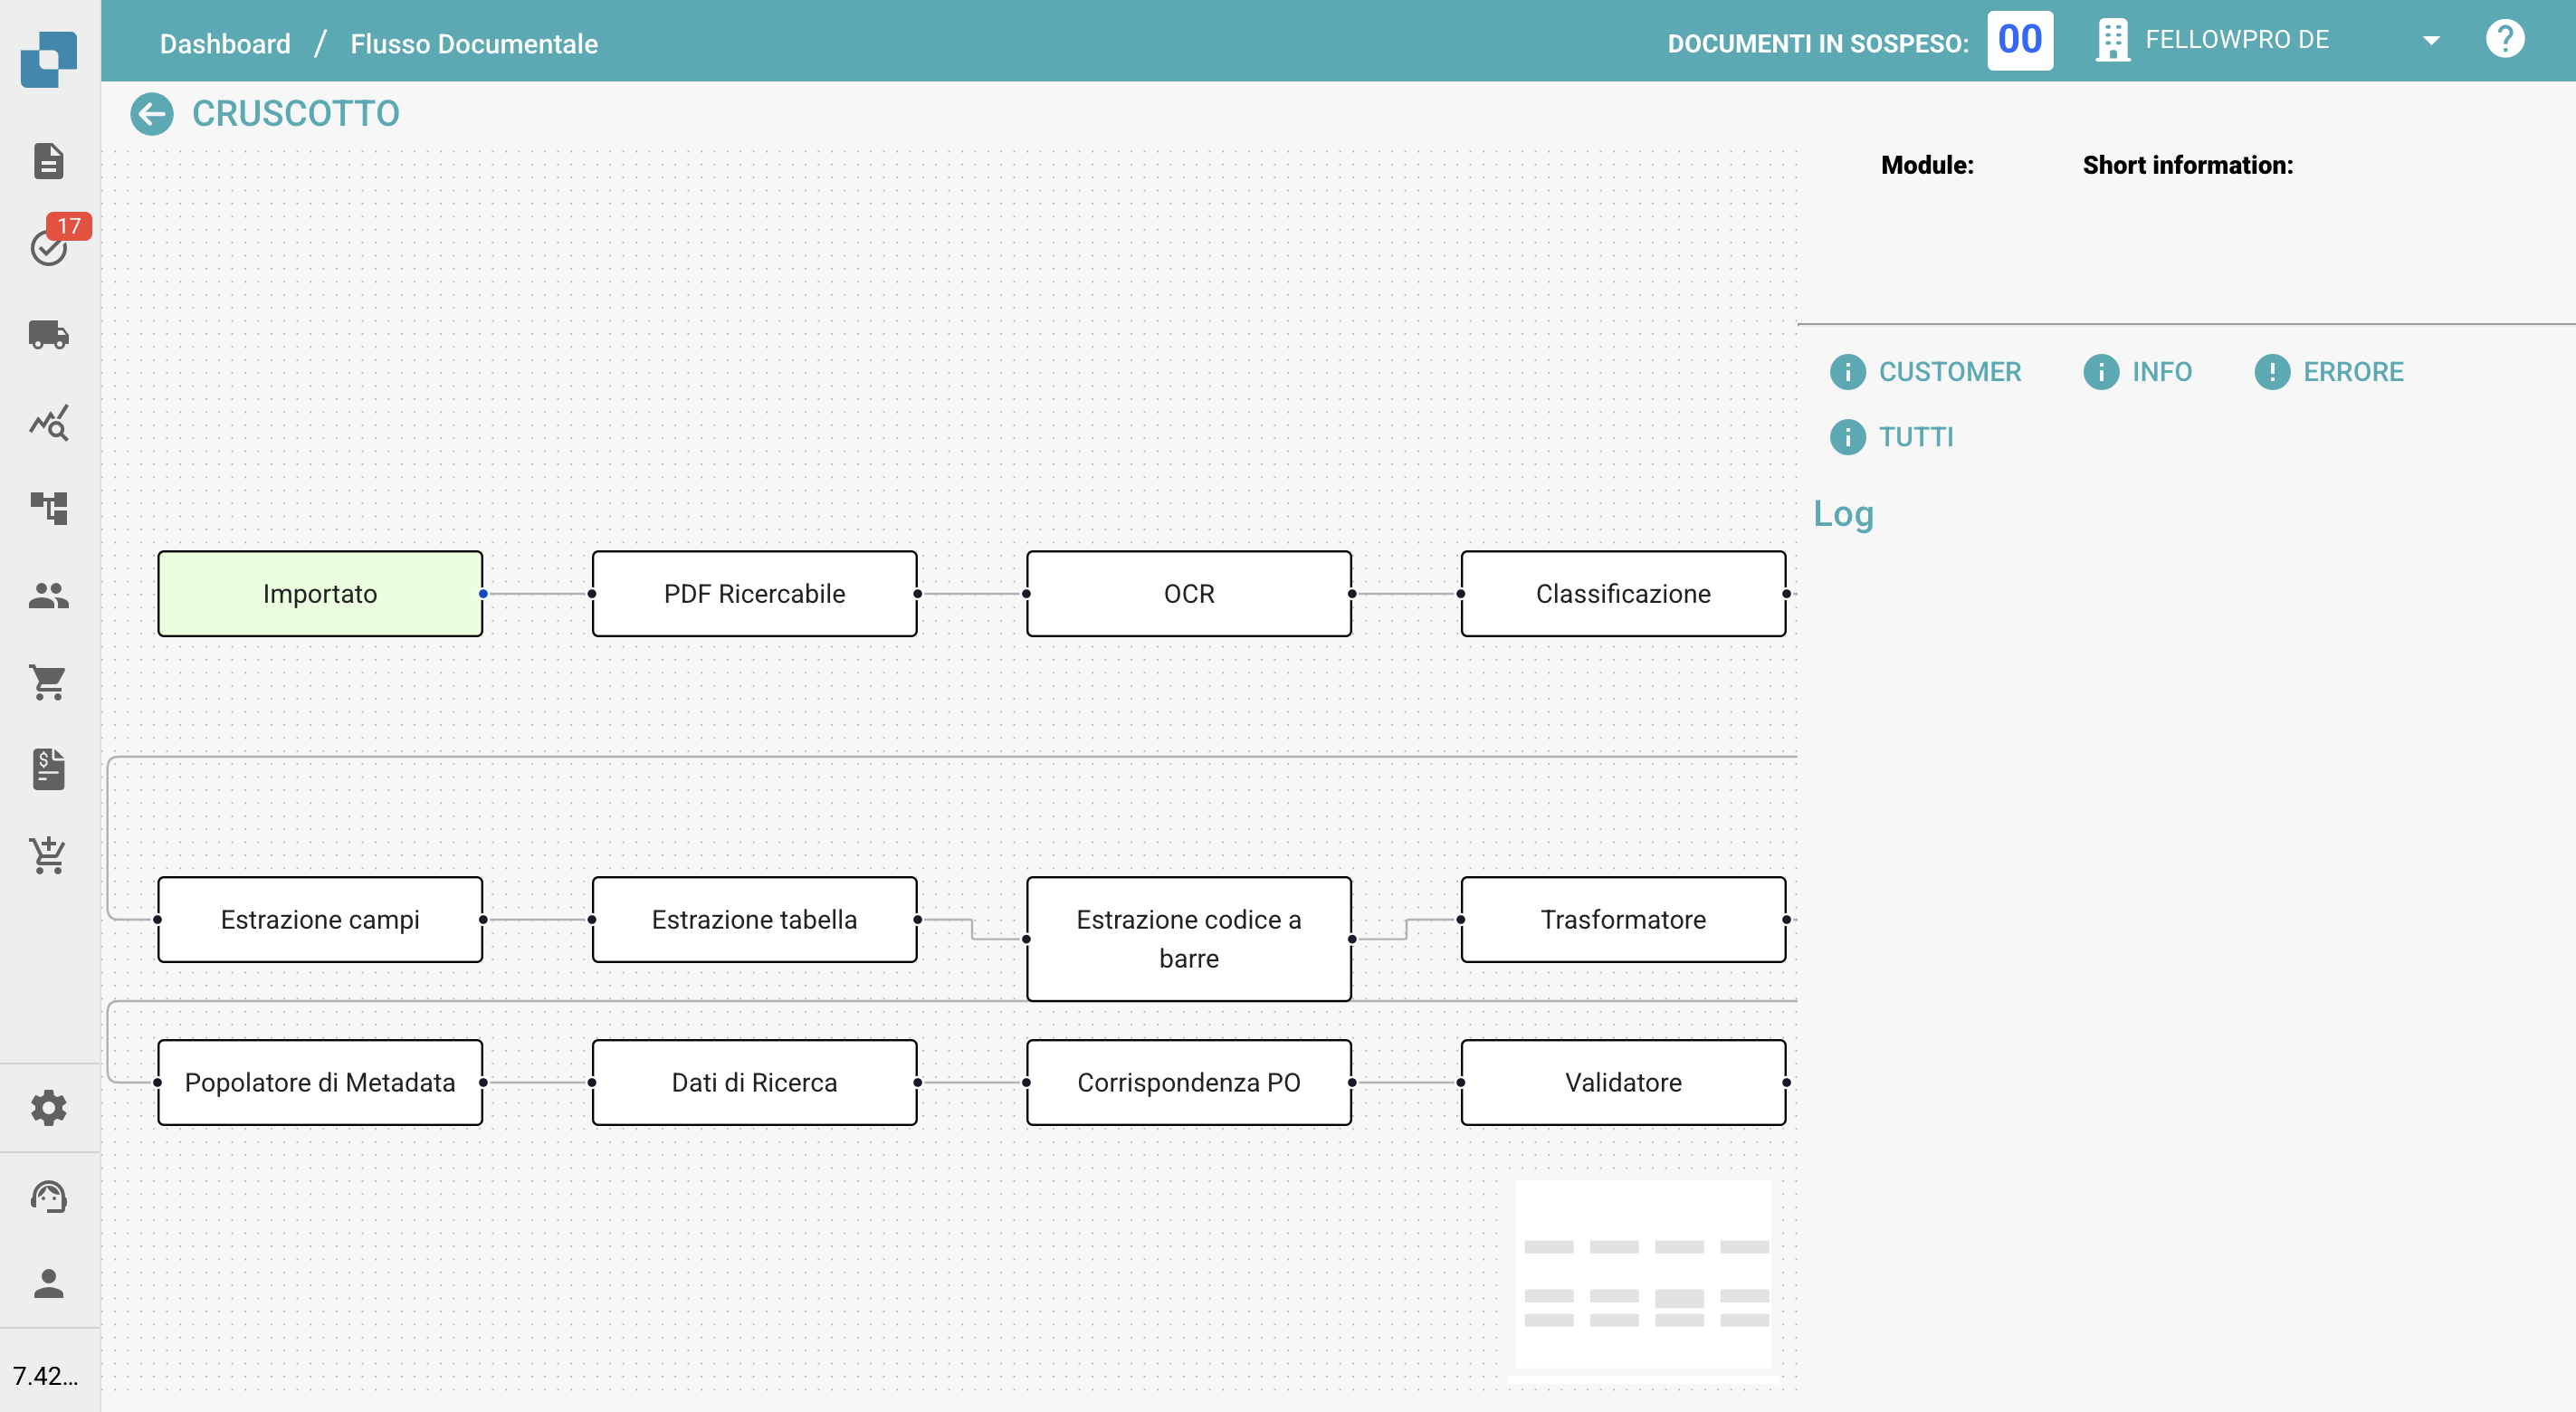 Dashboard / Flusso Documentale
DOCUMENTI IN SOSPESO: 00
FELLOWPRO DE
CRUSCOTTO
17
Module: Short information:
CUSTOMER INFO ERRORE
TUTTI
Log
Importato PDF Ricercabile OCR Classificazione
Estrazione campi Estrazione tabella Estrazione codice a
barre Trasformatore
Popolatore di Metadata Dati di Ricerca Corrispondenza PO Validatore
7.42...